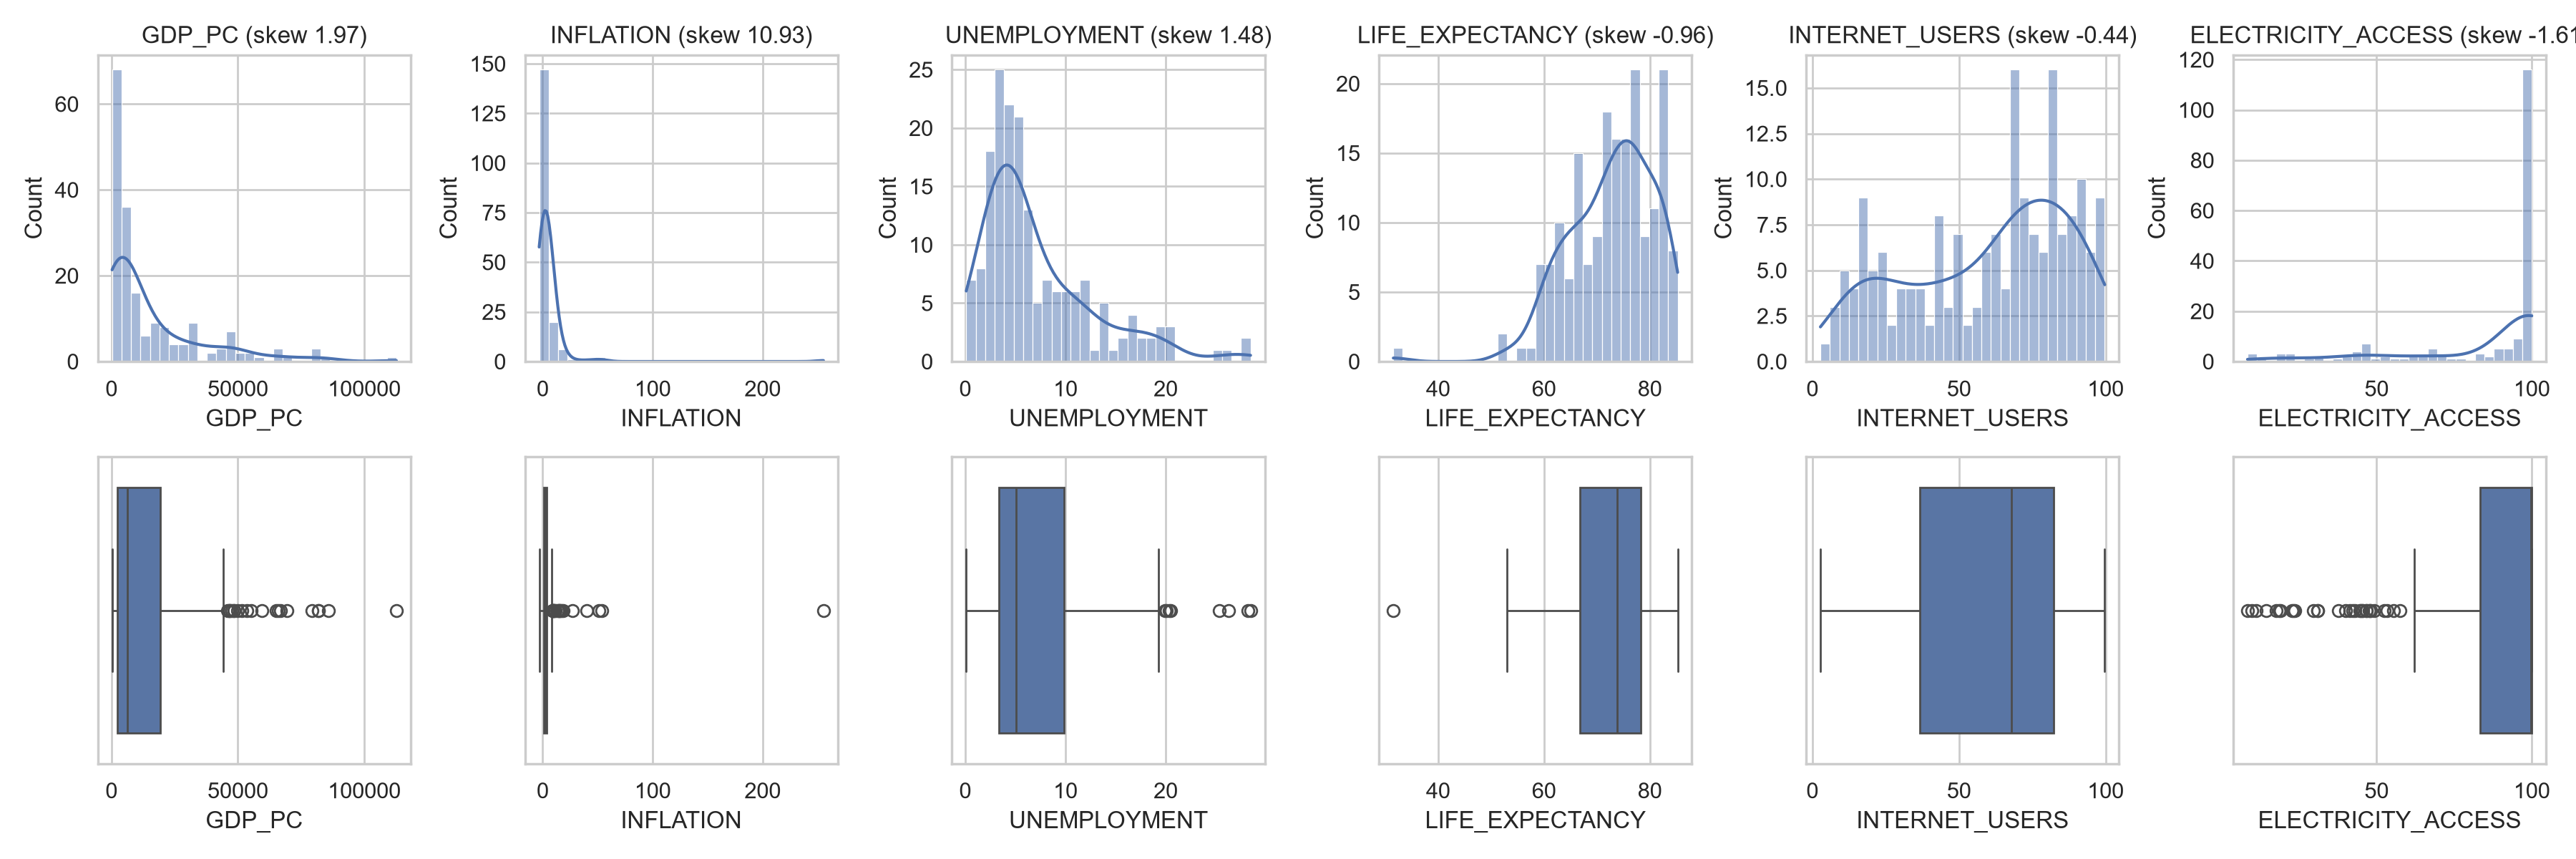 GDP_PC (skew 1.97)
Count
60
40
20
0
0 50000 100000
GDP_PC
INFLATION (skew 10.93)
Count
150
125
100
75
50
25
0
0 100 200
INFLATION
UNEMPLOYMENT (skew 1.48)
Count
25
20
15
10
5
0
0 10 20
UNEMPLOYMENT
LIFE_EXPECTANCY (skew -0.96)
Count
20
15
10
5
0
40 60 80
LIFE_EXPECTANCY
INTERNET_USERS (skew -0.44)
Count
15.0
12.5
10.0
7.5
5.0
2.5
0.0
0 50 100
INTERNET_USERS
ELECTRICITY_ACCESS (skew -1.61
Count
120
100
80
60
40
20
0
50 100
ELECTRICITY_ACCESS
0 50000 100000
GDP_PC
0 100 200
INFLATION
0 10 20
UNEMPLOYMENT
40 60 80
LIFE_EXPECTANCY
0 50 100
INTERNET_USERS
50 100
ELECTRICITY_ACCESS